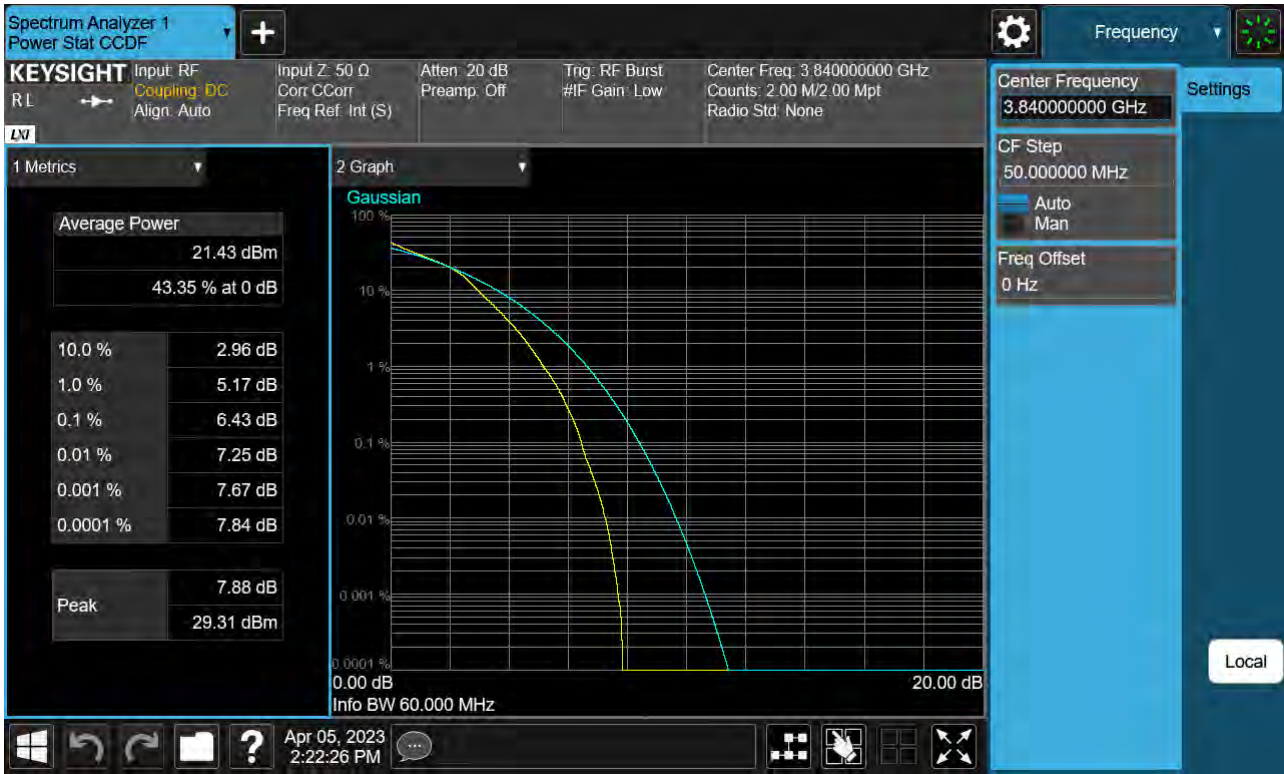 Spectrum Analyzer 1
Power Stat CCDF
+
Frequency
KEYSIGHT
RL
LXI
Input: RF
Coupling: DC
Align: Auto
Input Z: 50 Ω
Corr CCorr
Freq Ref: Int (S)
Atten: 20 dB
Preamp: Off
Trig: RF Burst
#IF Gain: Low
Center Freq: 3.840000000 GHz
Counts: 2.00 M/2.00 Mpt
Radio Std: None
Center Frequency
3.840000000 GHz
Settings
CF Step
50.000000 MHz
Auto
Man
Freq Offset
0 Hz
1 Metrics
Average Power
21.43 dBm
43.35 % at 0 dB
10.0 % 2.96 dB
1.0 % 5.17 dB
0.1 % 6.43 dB
0.01 % 7.25 dB
0.001 % 7.67 dB
0.0001 % 7.84 dB
Peak
7.88 dB
29.31 dBm
2 Graph
Gaussian
100 %
10 %
1 %
0.1 %
0.01 %
0.001 %
0.0001 %
0.00 dB 20.00 dB
Info BW 60.000 MHz
Local
?
Apr 05, 2023
2:22:26 PM